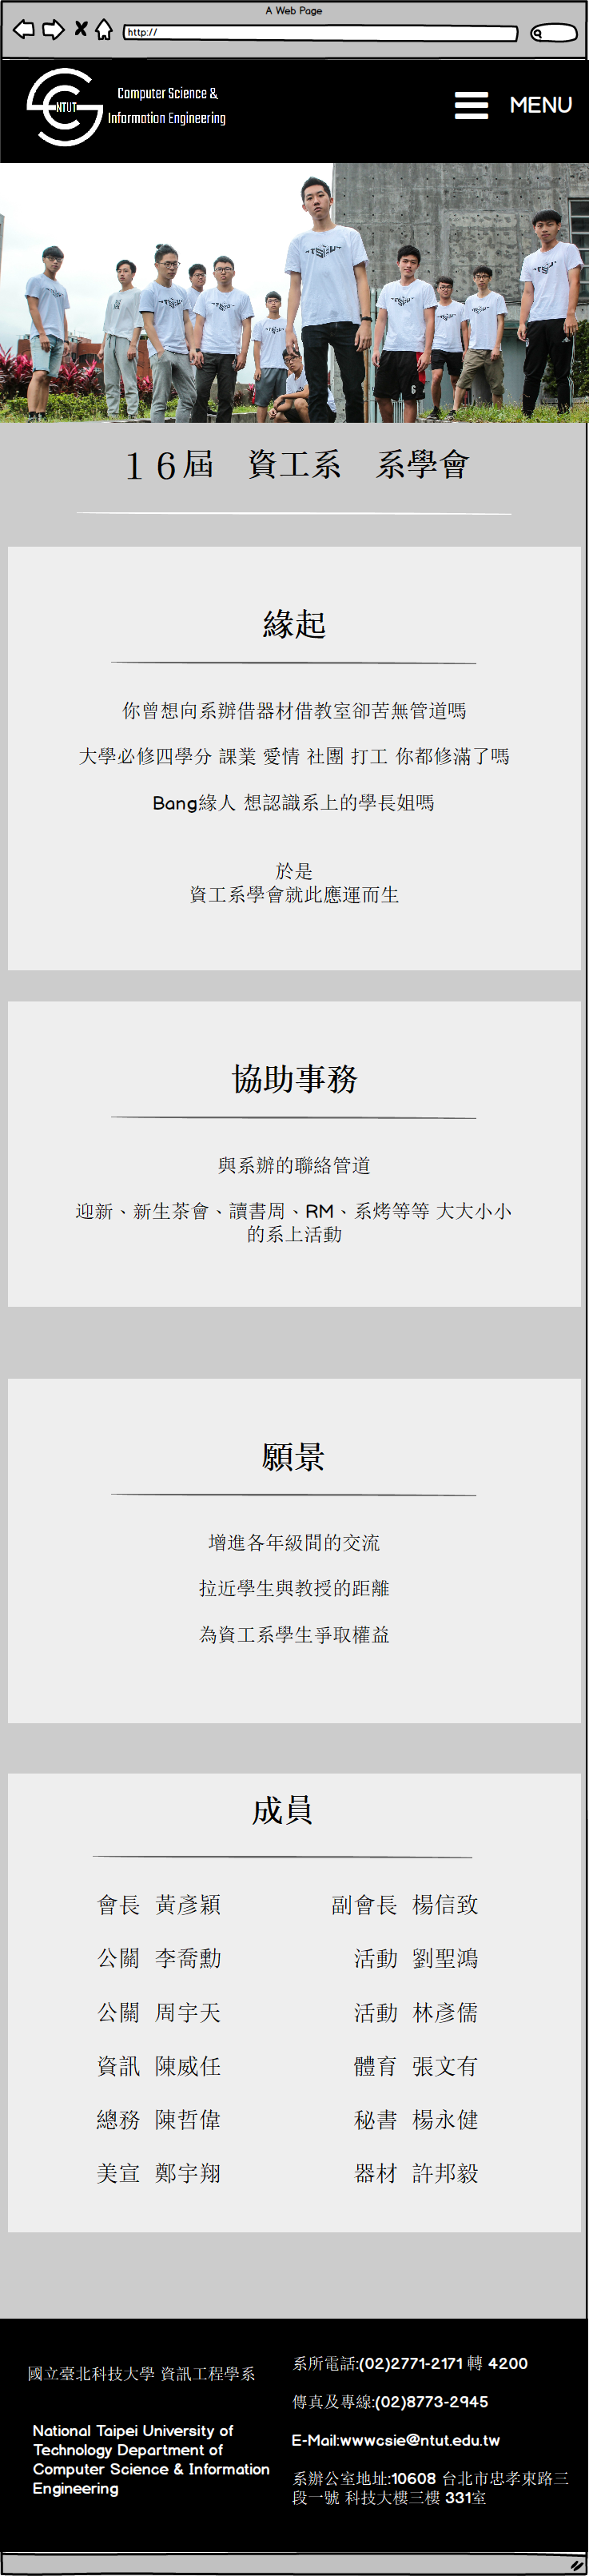 A Web Page
http://
NTUT
Computer Science &
Information Engineering
MENU
１６屆　資工系　系學會
緣起
你曾想向系辦借器材借教室卻苦無管道嗎
大學必修四學分 課業 愛情 社團 打工 你都修滿了嗎
Bang緣人 想認識系上的學長姐嗎
於是
資工系學會就此應運而生
協助事務
與系辦的聯絡管道
迎新、新生茶會、讀書周、RM、系烤等等 大大小小
的系上活動
願景
增進各年級間的交流
拉近學生與教授的距離
為資工系學生爭取權益
成員
會長 黃彥穎 副會長 楊信致
公關 李喬勳 活動 劉聖鴻
公關 周宇天 活動 林彥儒
資訊 陳威任 體育 張文有
總務 陳哲偉 秘書 楊永健
美宣 鄭宇翔 器材 許邦毅
國立臺北科技大學 資訊工程學系
National Taipei University of
Technology Department of
Computer Science & Information
Engineering
系所電話:(02)2771-2171 轉 4200
傳真及專線:(02)8773-2945
E-Mail:wwwcsie@ntut.edu.tw
系辦公室地址:10608 台北市忠孝東路三
段一號 科技大樓三樓 331室